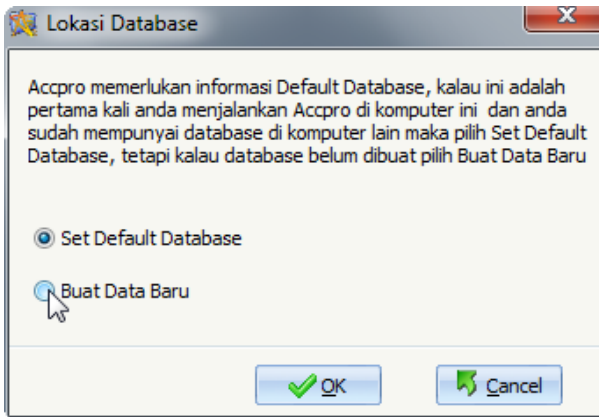 Lokasi Database
Accpro memerlukan informasi Default Database, kalau ini adalah
pertama kali anda menjalankan Accpro di komputer ini dan anda
sudah mempunyai database di komputer lain maka pilih Set Default
Database, tetapi kalau database belum dibuat pilih Buat Data Baru
Set Default Database
Buat Data Baru
OK
Cancel